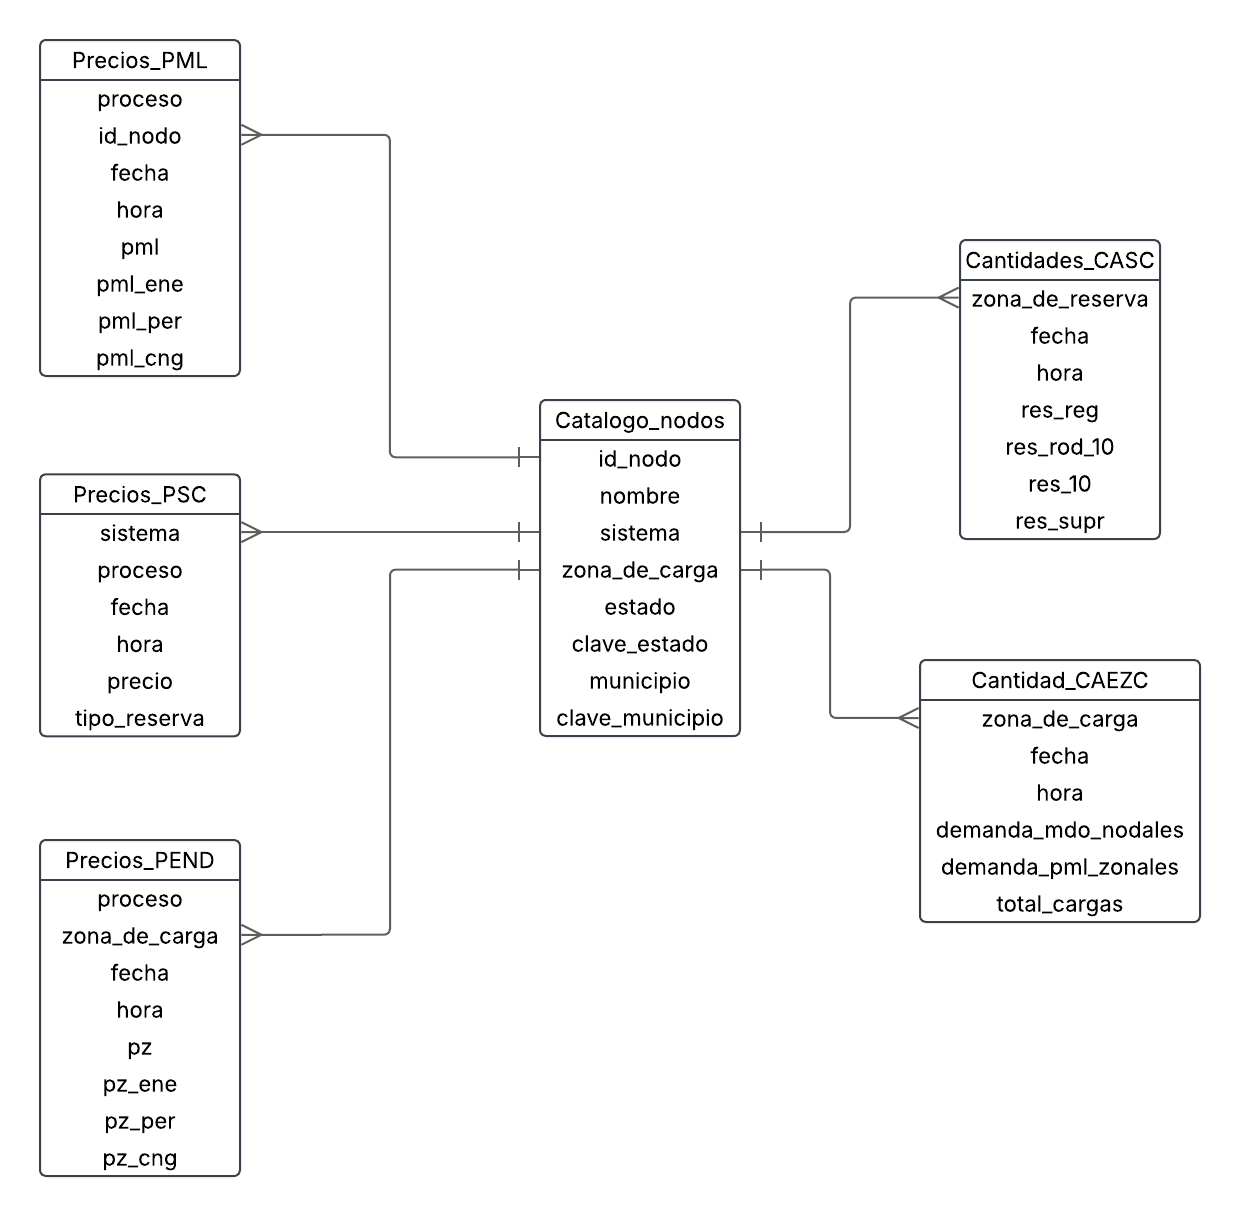 Precios_PML
proceso
id_nodo
fecha
hora
pml
pml_ene
pml_per
pml_cng
Precios_PSC
sistema
proceso
fecha
hora
precio
tipo_reserva
Precios_PEND
proceso
zona_de_carga
fecha
hora
pz
pz_ene
pz_per
pz_cng
Catalogo_nodos
id_nodo
nombre
sistema
zona_de_carga
estado
clave_estado
municipio
clave_municipio
Cantidades_CASC
zona_de_reserva
fecha
hora
res_reg
res_rod_10
res_10
res_supr
Cantidad_CAEZC
zona_de_carga
fecha
hora
demanda_mdo_nodales
demanda_pml_zonales
total_cargas